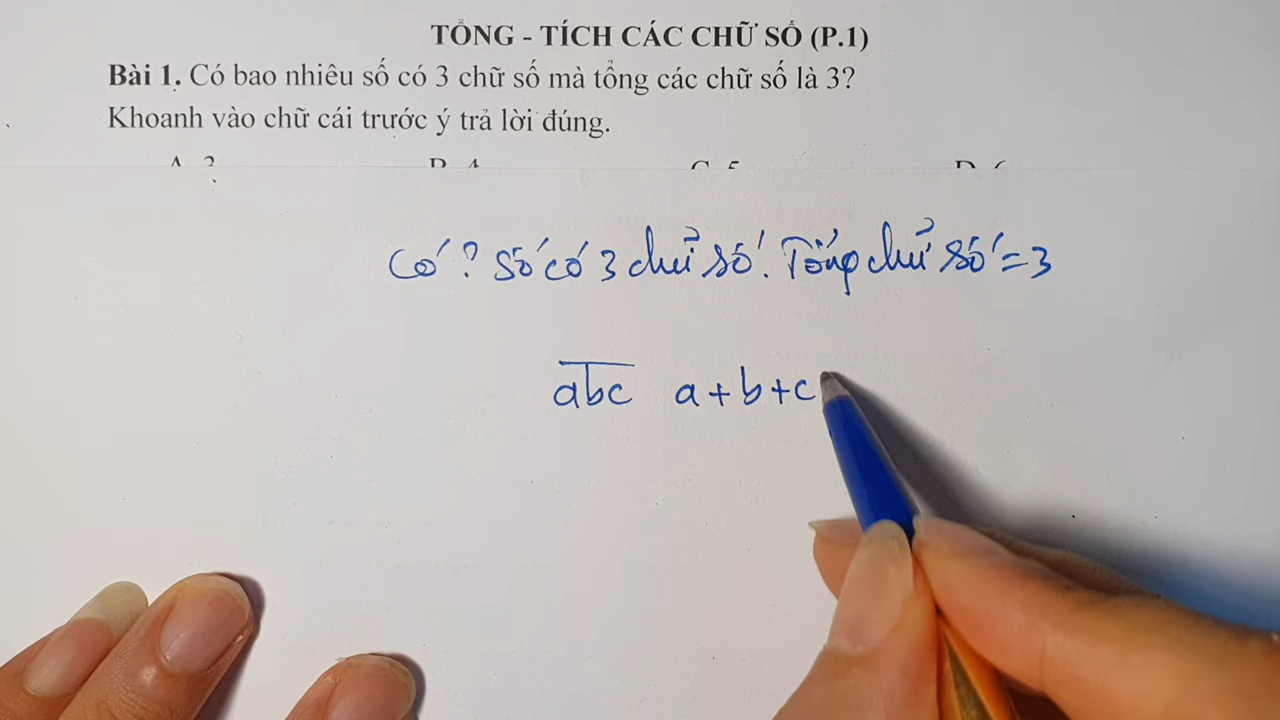 TỔNG - TÍCH CÁC CHỮ SỐ (P.1)
Bài 1. Có bao nhiêu số có 3 chữ số mà tổng các chữ số là 3?
Khoanh vào chữ cái trước ý trả lời đúng.
Có ? số có 3 chữ số. Tổng chữ số = 3
abc a+b+c